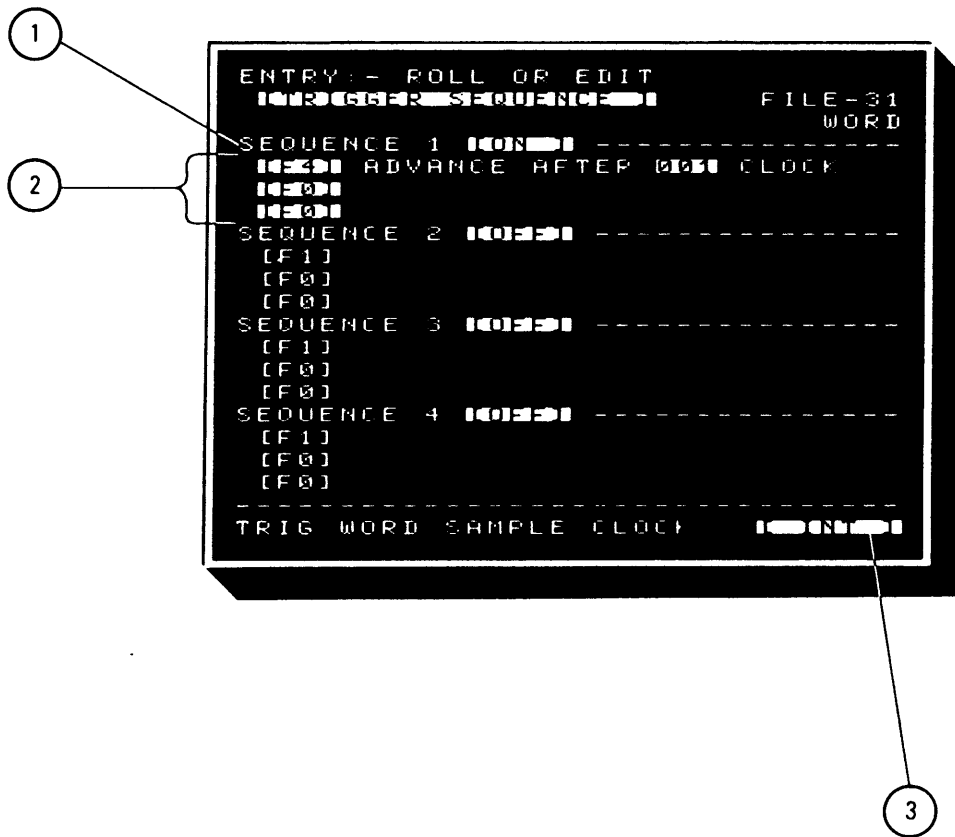 1
ENTRY:- ROLL OR EDIT
[TRIGGER SEQUENCE ] FILE-31
WORD
SEQUENCE 1 [ON ] ----------------
2
[F4] ADVANCE AFTER 001 CLOCK
[F0]
[F0]
SEQUENCE 2 [OFF] ----------------
[F1]
[F0]
[F0]
SEQUENCE 3 [OFF] ----------------
[F1]
[F0]
[F0]
SEQUENCE 4 [OFF] ----------------
[F1]
[F0]
[F0]
--------------------------------
TRIG WORD SAMPLE CLOCK
3